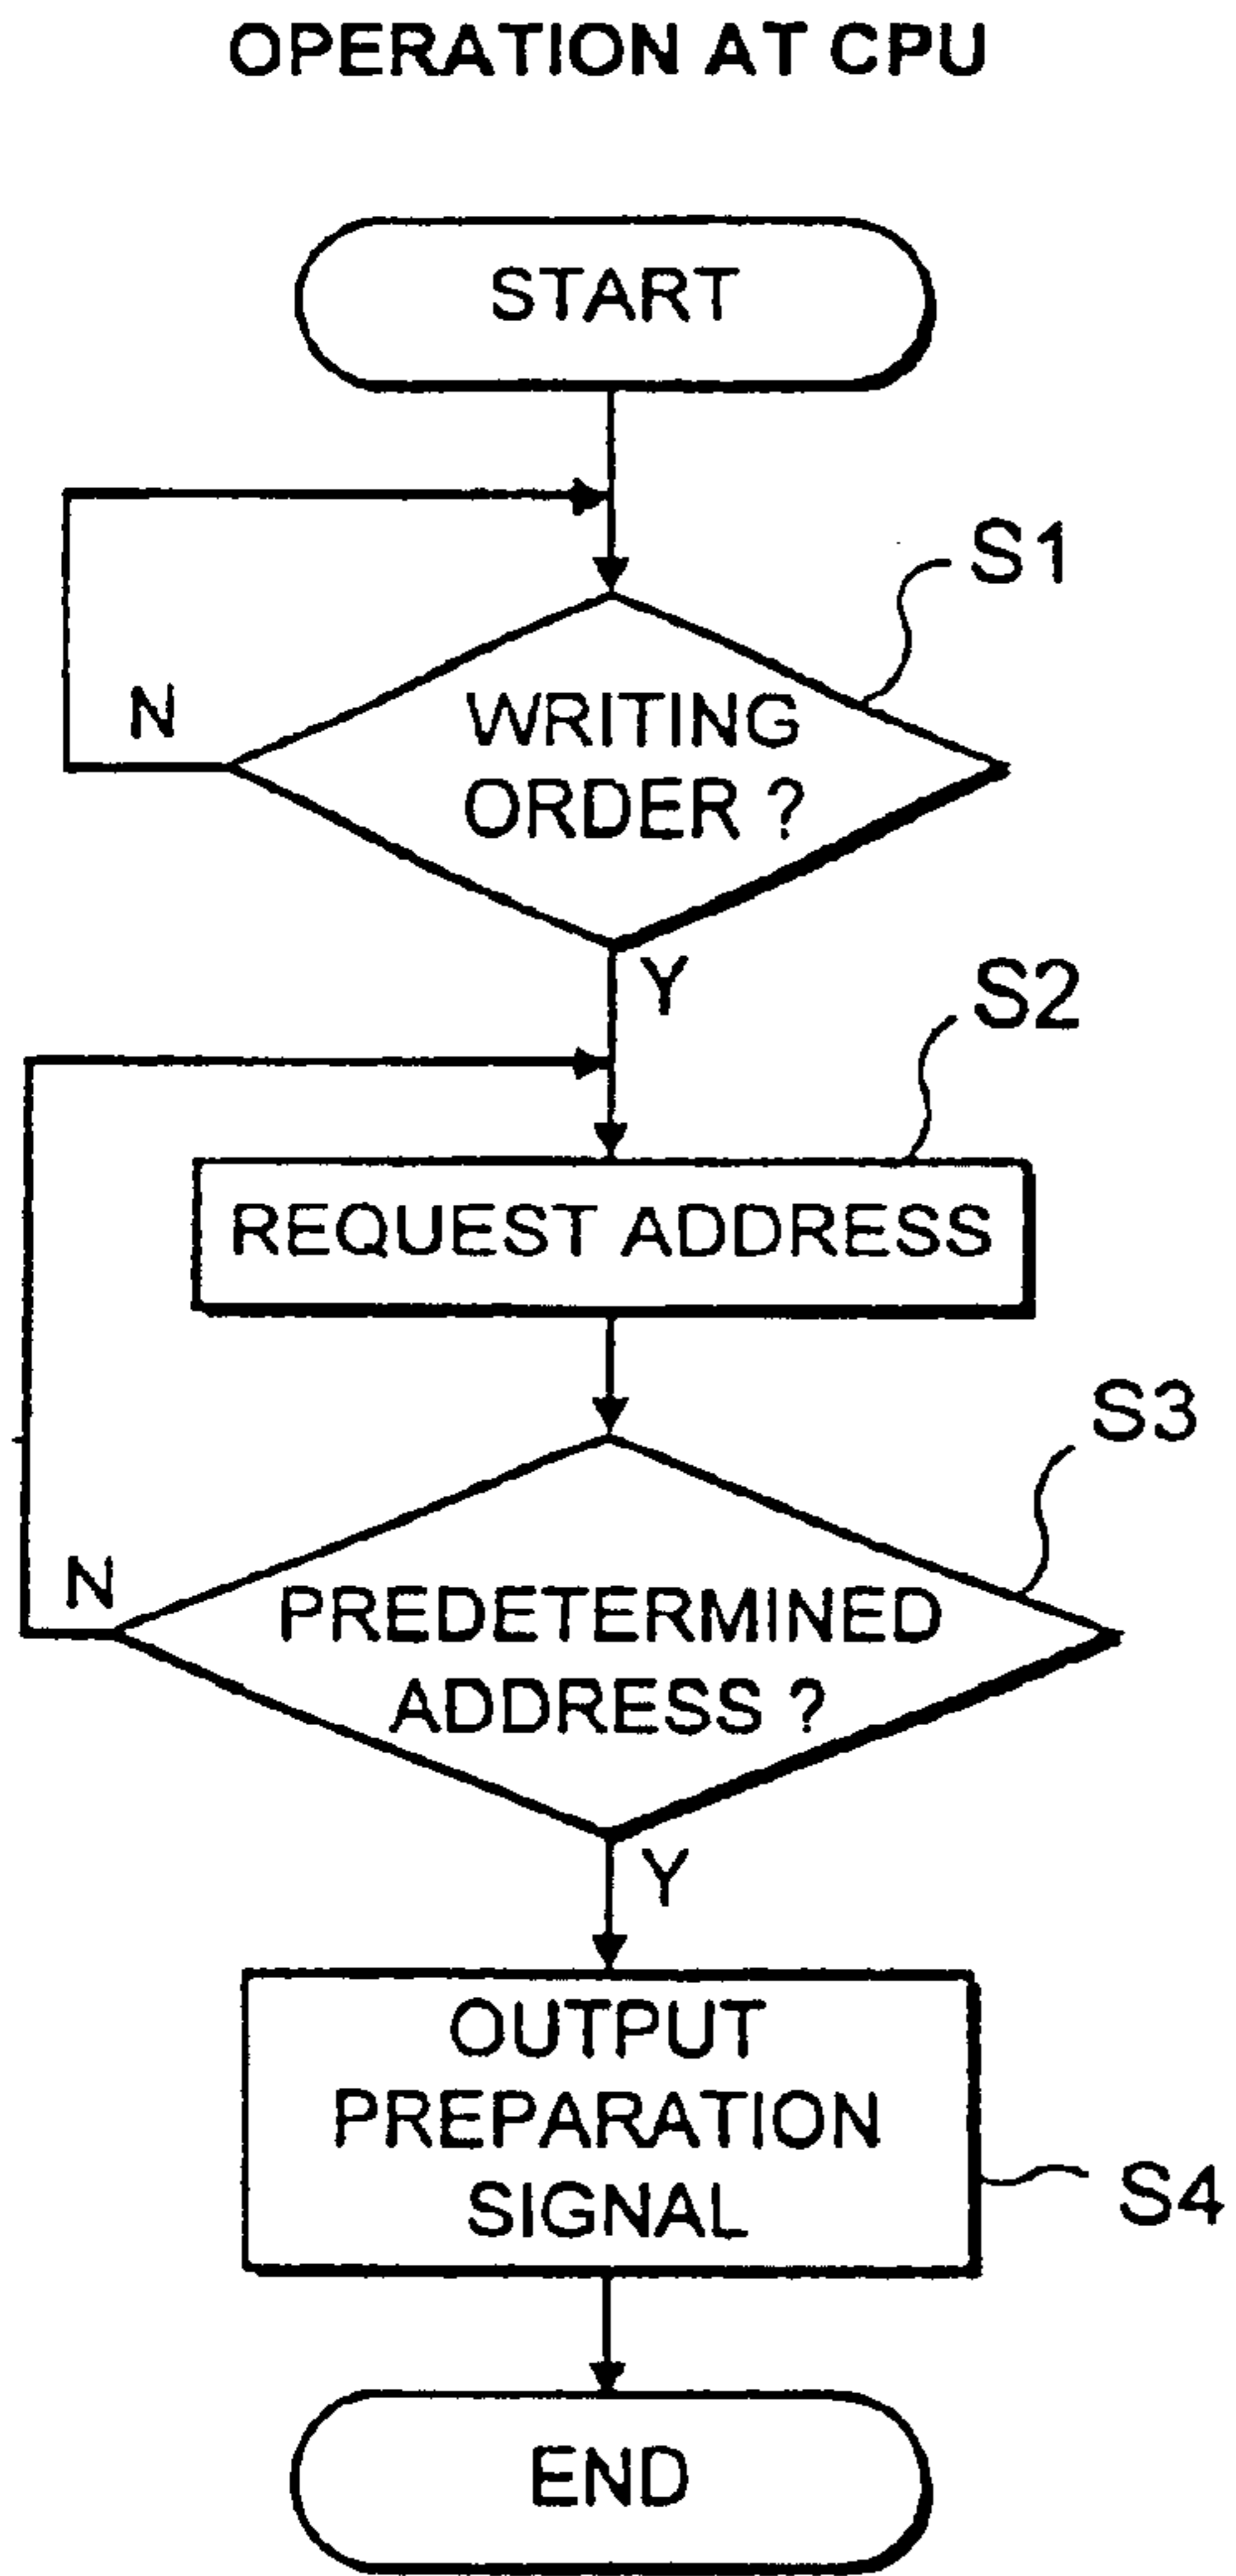 OPERATION AT CPU
START
S1
N
WRITING
ORDER ?
Y
S2
REQUEST ADDRESS
S3
N
PREDETERMINED
ADDRESS ?
Y
OUTPUT
PREPARATION
SIGNAL
S4
END